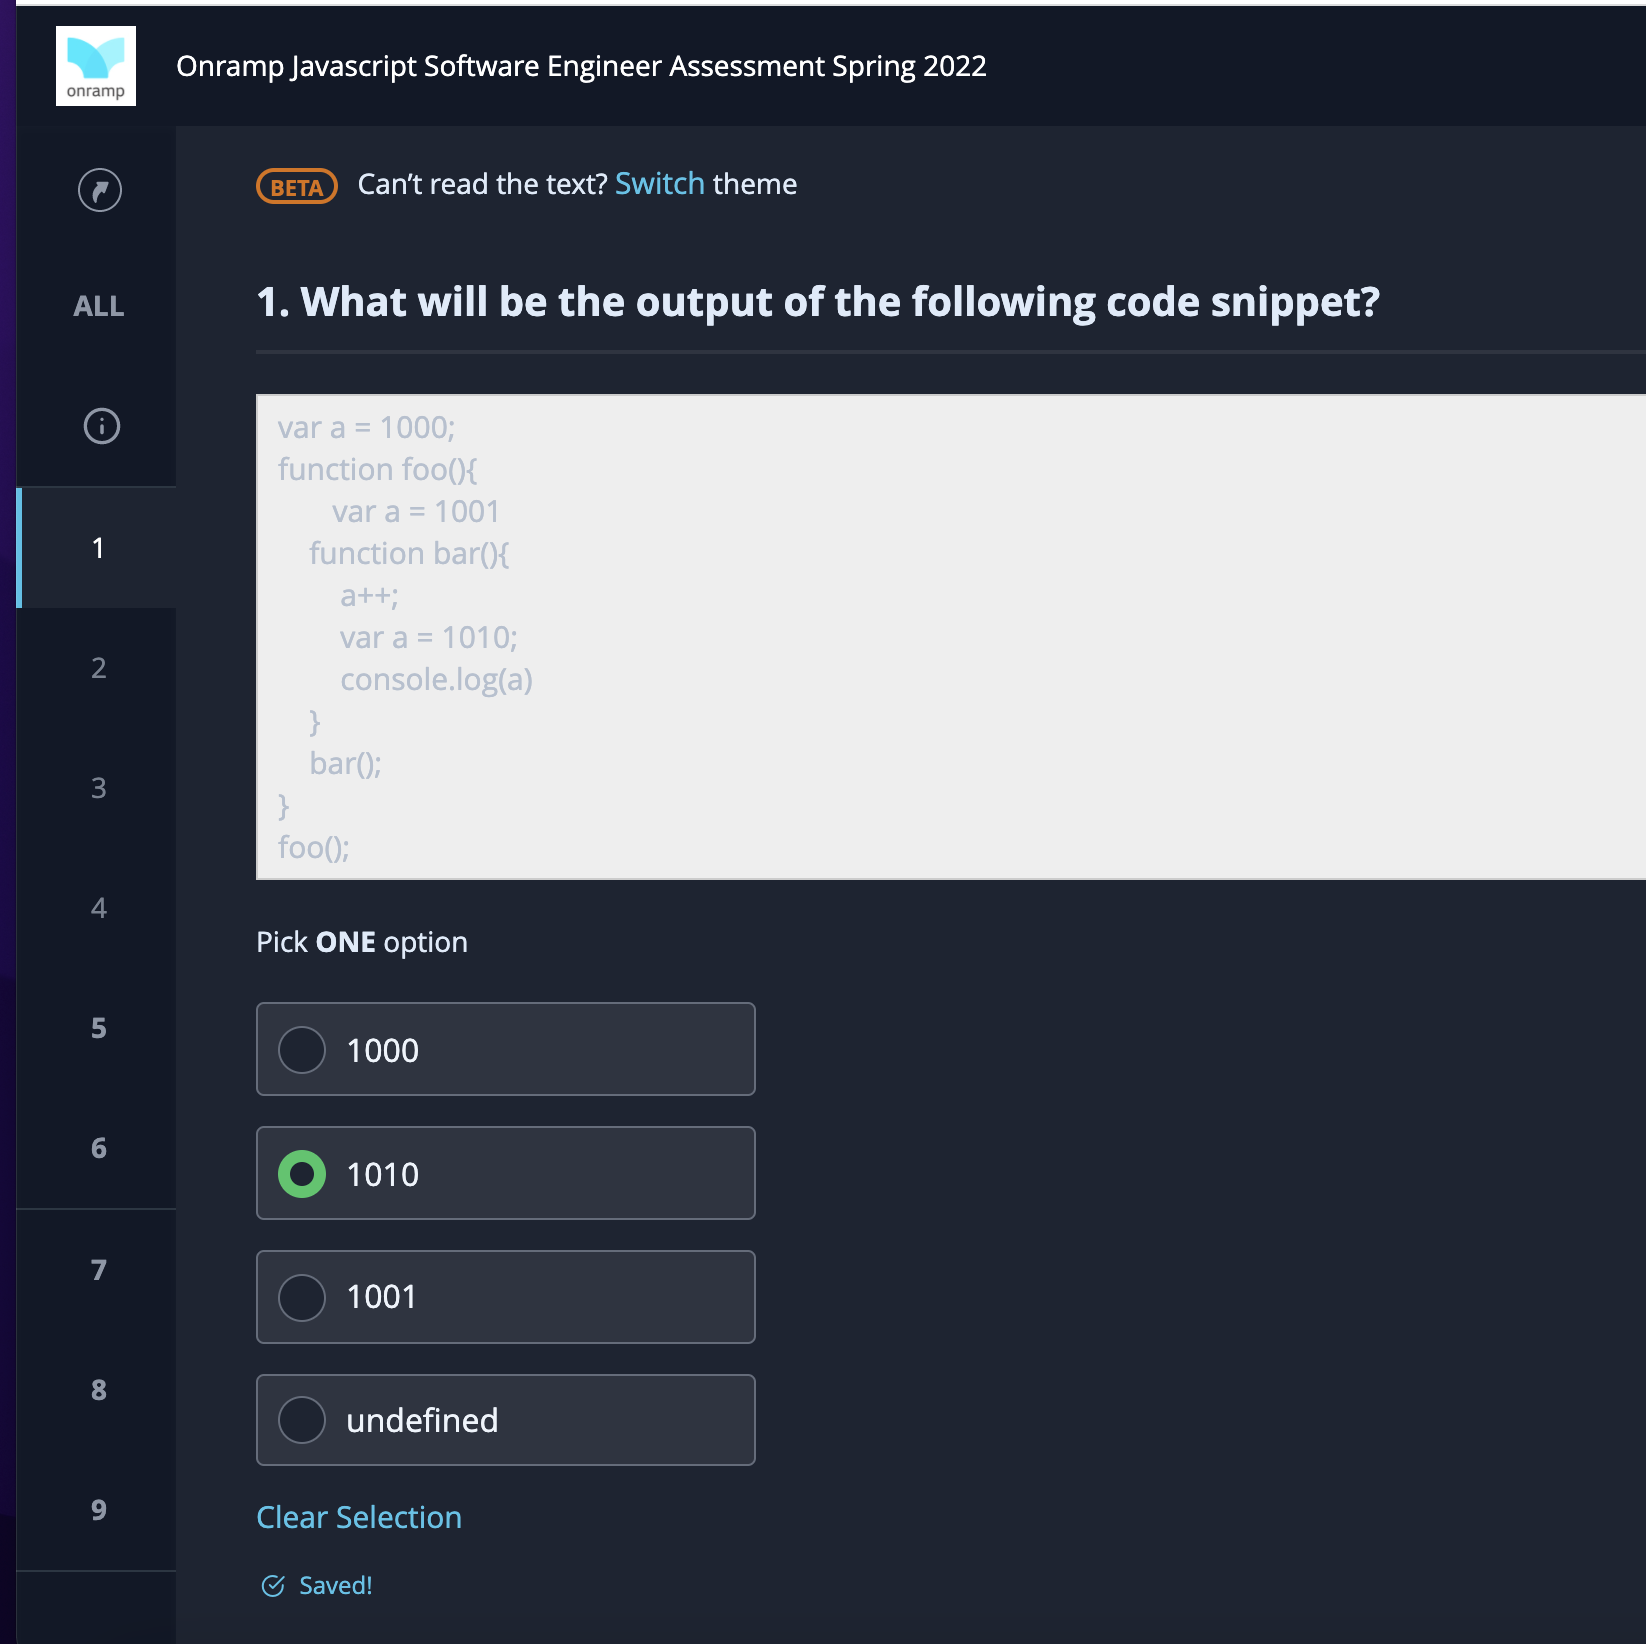 onramp
Onramp Javascript Software Engineer Assessment Spring 2022
BETA Can't read the text? Switch theme
ALL
1. What will be the output of the following code snippet?
var a = 1000;
function foo(){
var a = 1001
function bar(){
a++;
var a = 1010;
console.log(a)
}
bar();
}
foo();
1
2
3
4
5
6
7
8
9
Pick ONE option
1000
1010
1001
undefined
Clear Selection
Saved!